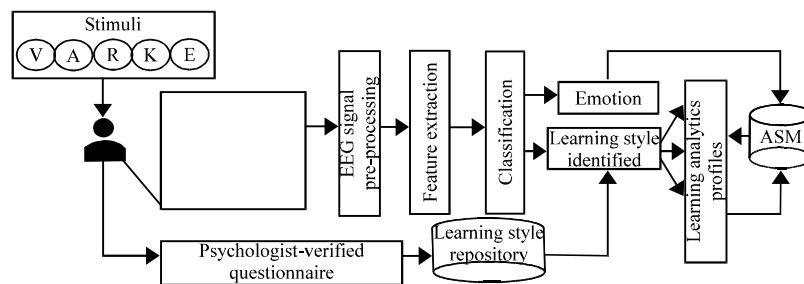 Stimuli
V A R K E
EEG signal
pre-processing
Feature extraction
Classification
Emotion
Learning style
identified
Learning analytics
profiles
ASM
Psychologist-verified
questionnaire
Learning style
repository